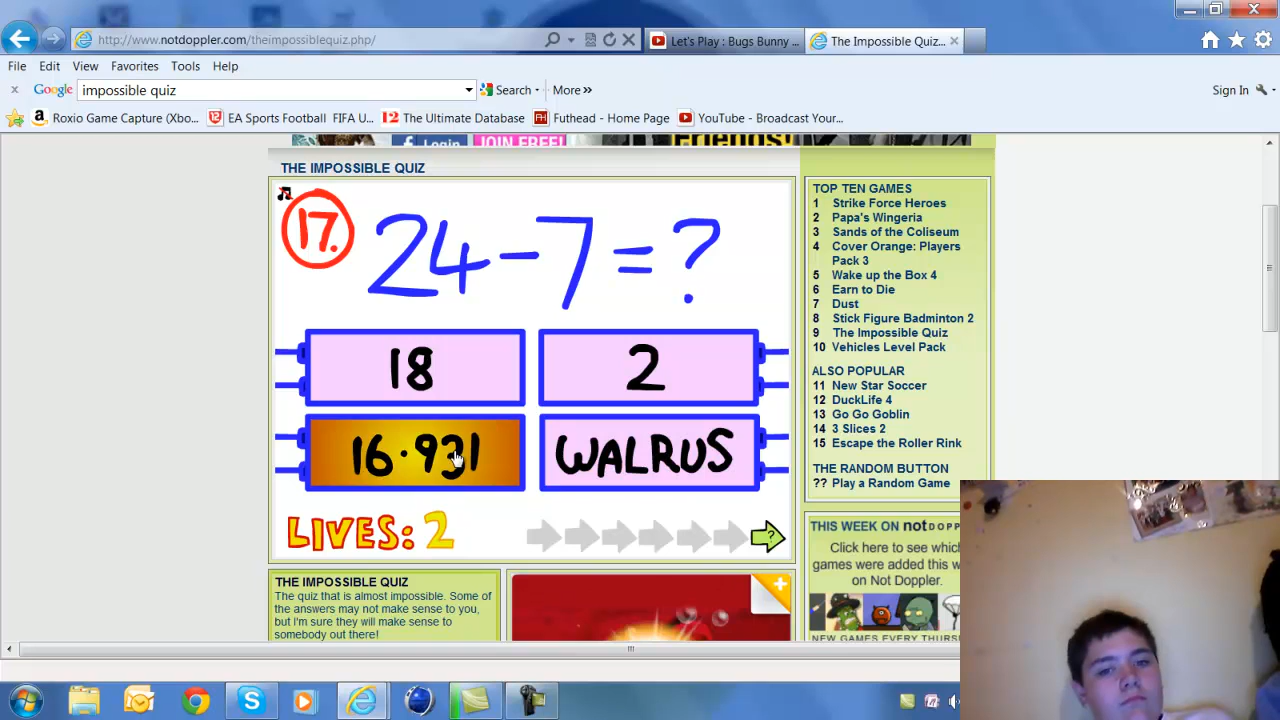 http://www.notdoppler.com/theimpossiblequiz.php/
Let's Play : Bugs Bunny ...
The Impossible Quiz...
File Edit View Favorites Tools Help
x Google impossible quiz Search More»
Sign In
Roxio Game Capture (Xbo...
EA Sports Football FIFA U...
12 The Ultimate Database
FH Futhead - Home Page
YouTube - Broadcast Your...
f Login
JOIN FREE!
Friends!
THE IMPOSSIBLE QUIZ
17.
24-7=?
18
2
16.931
WALRUS
LIVES: 2
?
THE IMPOSSIBLE QUIZ
The quiz that is almost impossible. Some of
the answers may not make sense to you,
but i'm sure they will make sense to
somebody out there!
TOP TEN GAMES
1 Strike Force Heroes
2 Papa's Wingeria
3 Sands of the Coliseum
4 Cover Orange: Players
Pack 3
5 Wake up the Box 4
6 Earn to Die
7 Dust
8 Stick Figure Badminton 2
9 The Impossible Quiz
10 Vehicles Level Pack
ALSO POPULAR
11 New Star Soccer
12 DuckLife 4
13 Go Go Goblin
14 3 Slices 2
15 Escape the Roller Rink
THE RANDOM BUTTON
?? Play a Random Game
THIS WEEK ON notDOPP
Click here to see which
games were added this w
on Not Doppler.
NEW GAMES EVERY THURS